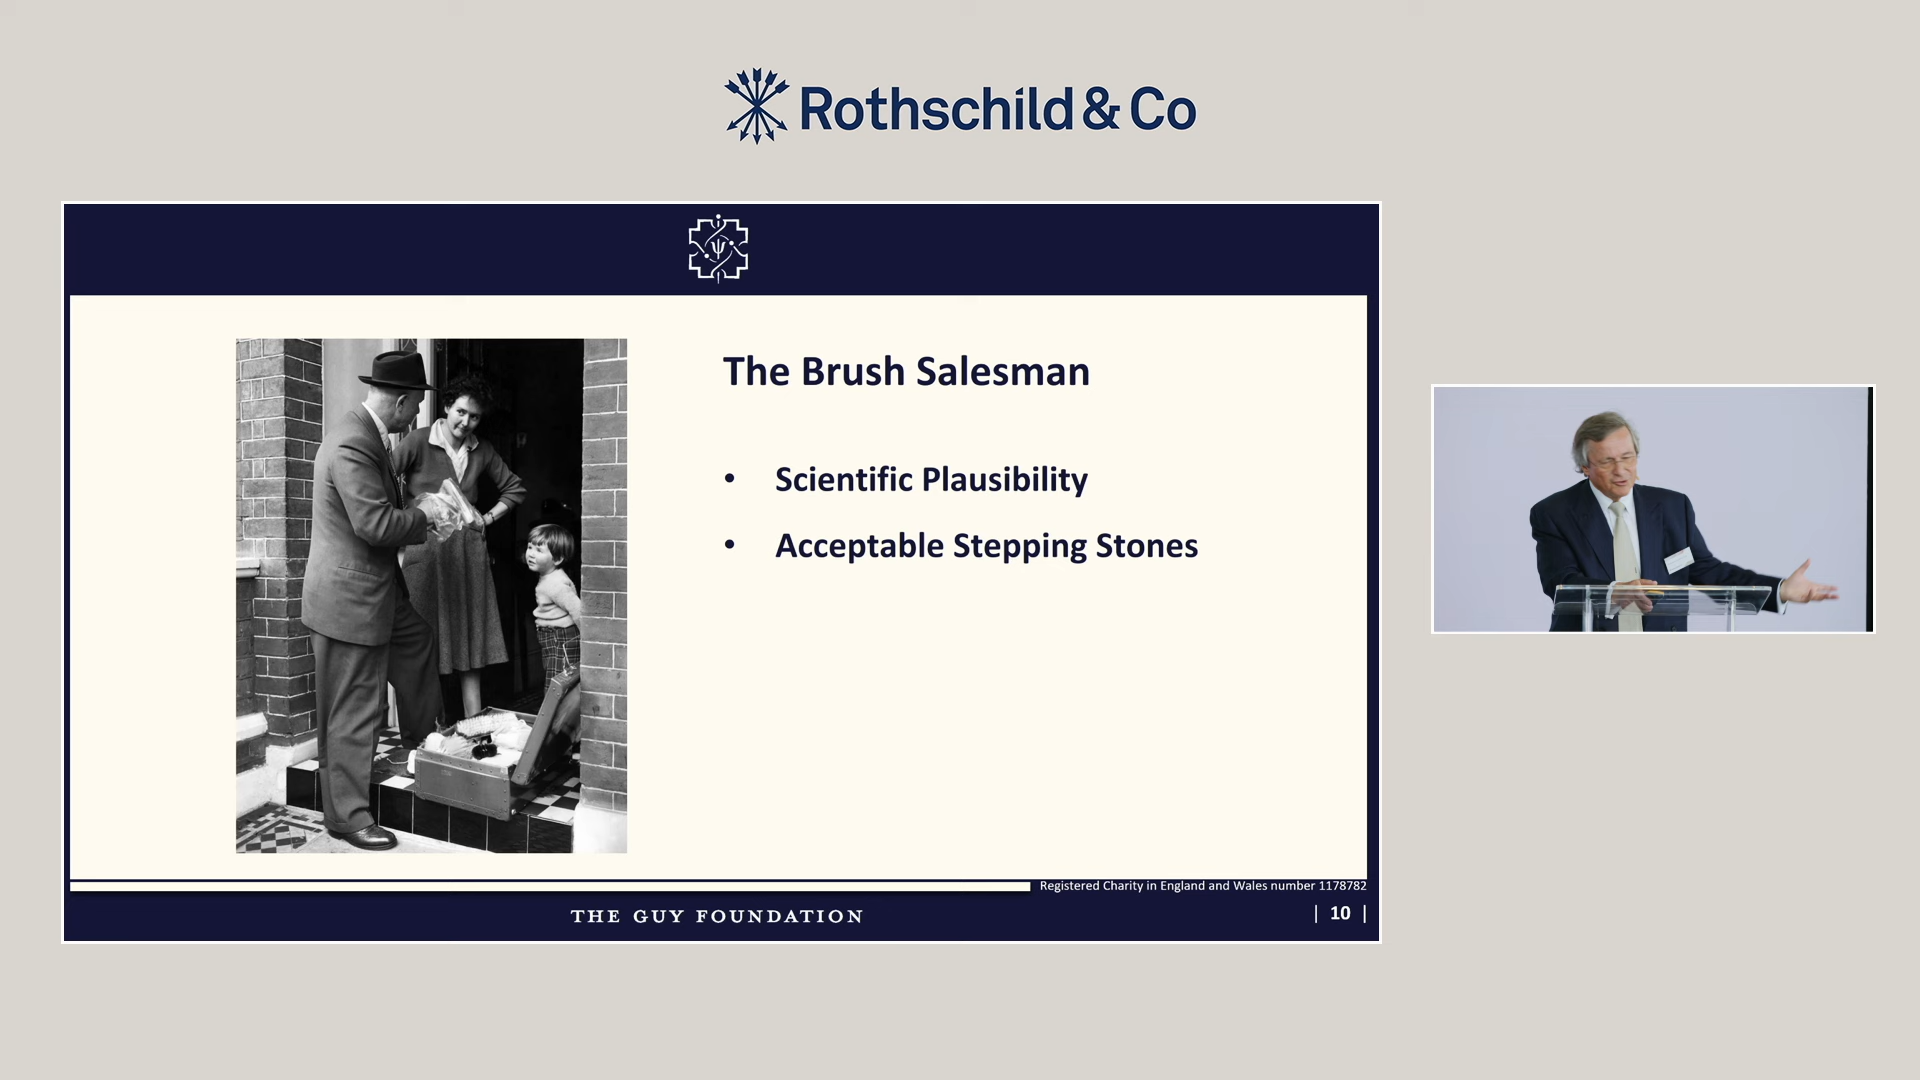 Rothschild & Co
The Brush Salesman
• Scientific Plausibility
• Acceptable Stepping Stones
Registered Charity in England and Wales number 1178782
THE GUY FOUNDATION
| 10 |